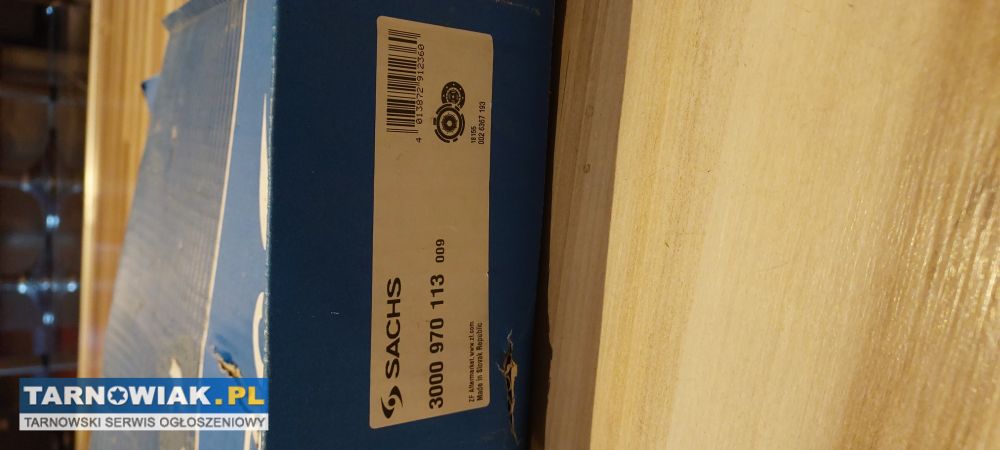 SACHS
3000 970 113 009
ZF Aftermarket, www.zf.com
Made in Slovak Republic
4 013872 912360
18155
002 6367 193
TARNOWIAK.PL
TARNOWSKI SERWIS OGŁOSZENIOWY